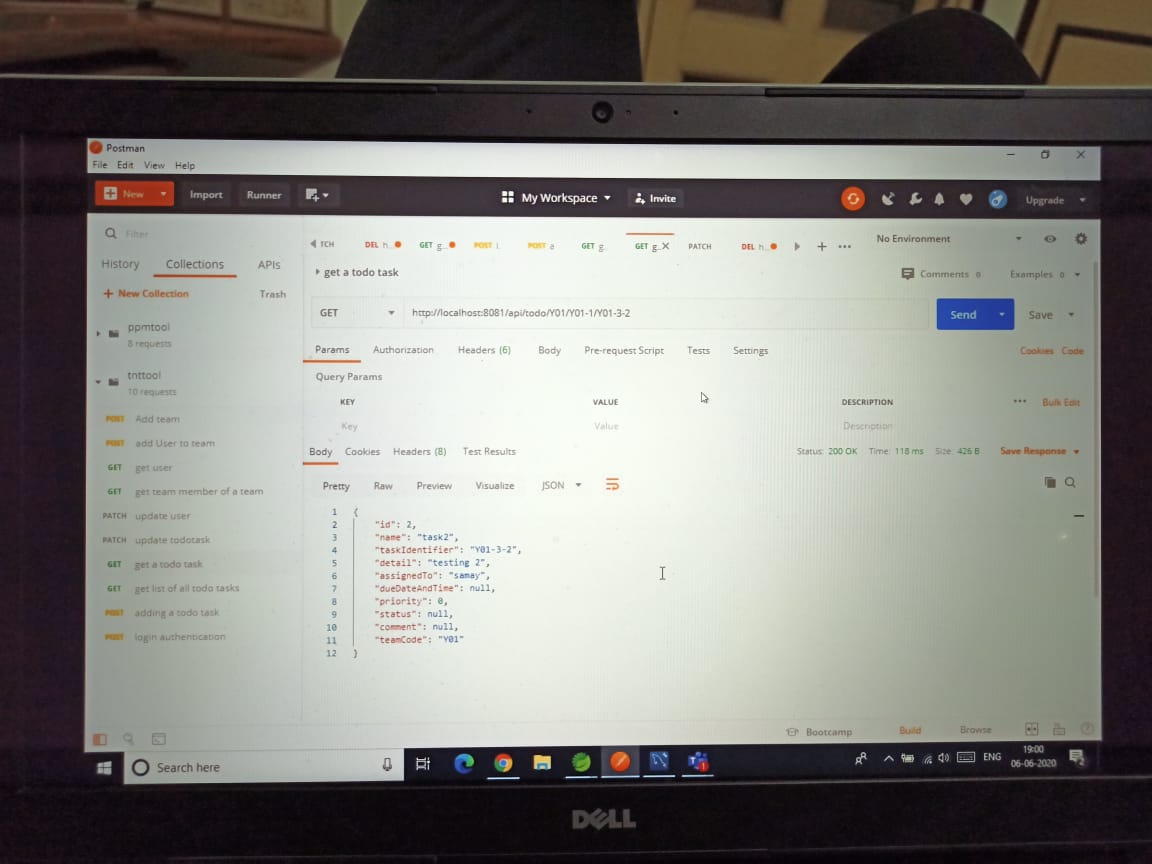 Postman
File Edit View Help
New Import Runner My Workspace Invite Upgrade
Filter
History Collections APIs
+ New Collection Trash
ppmtool
8 requests
tnttool
10 requests
POST Add team
POST add User to team
GET get user
GET get team member of a team
PATCH update user
PATCH update todotask
GET get a todo task
GET get list of all todo tasks
POST adding a todo task
POST login authentication
TCH DEL h... GET g... POST POST a GET g GET g... X PATCH DEL h... + ••• No Environment
get a todo task Comments 0 Examples 0
GET http://localhost:8081/api/todo/Y01/Y01-1/Y01-3-2 Send Save
Params Authorization Headers (6) Body Pre-request Script Tests Settings Cookies Code
Query Params
KEY VALUE DESCRIPTION ••• Bulk Edit
Key Value Description
Body Cookies Headers (8) Test Results Status: 200 OK Time: 118 ms Size: 426 B Save Response
Pretty Raw Preview Visualize JSON
1 {
2 "id": 2,
3 "name": "task2",
4 "taskIdentifier": "Y01-3-2",
5 "detail": "testing 2",
6 "assignedTo": "samay",
7 "dueDateAndTime": null,
8 "priority": 0,
9 "status": null,
10 "comment": null,
11 "teamCode": "Y01"
12 }
Bootcamp Build Browse
Search here ENG 19:00
06-06-2020
DELL